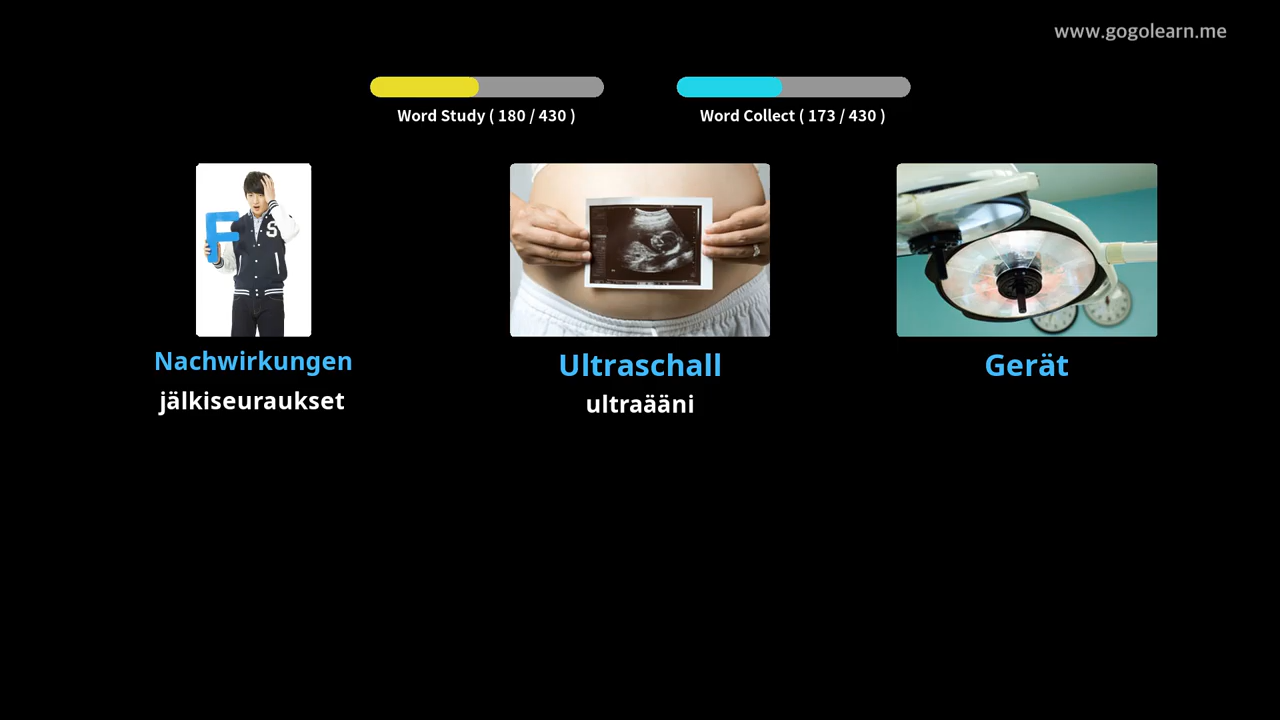 www.gogolearn.me
Word Study ( 180 / 430 )
Word Collect ( 173 / 430 )
F
S
Nachwirkungen
jälkiseuraukset
Ultraschall
ultraääni
Gerät